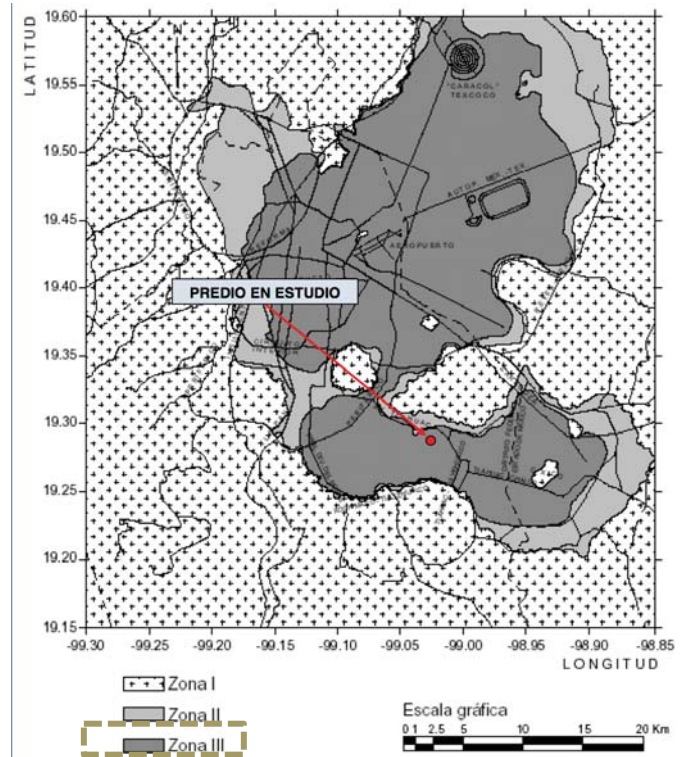 LATITUD
19.60
19.55
19.50
19.45
19.40
19.35
19.30
19.25
19.20
19.15
"CARACOL"
TEXCOCO
AUTOP. MEX-TEX.
AEROPUERTO
PREDIO EN ESTUDIO
CIRCUITO
INTERIOR
-99.30 -99.25 -99.20 -99.15 -99.10 -99.05 -99.00 -98.95 -98.90 -98.85
LONGITUD
Zona I
Zona II
Zona III
Escala gráfica
0 1 2.5 5 10 15 20 Km